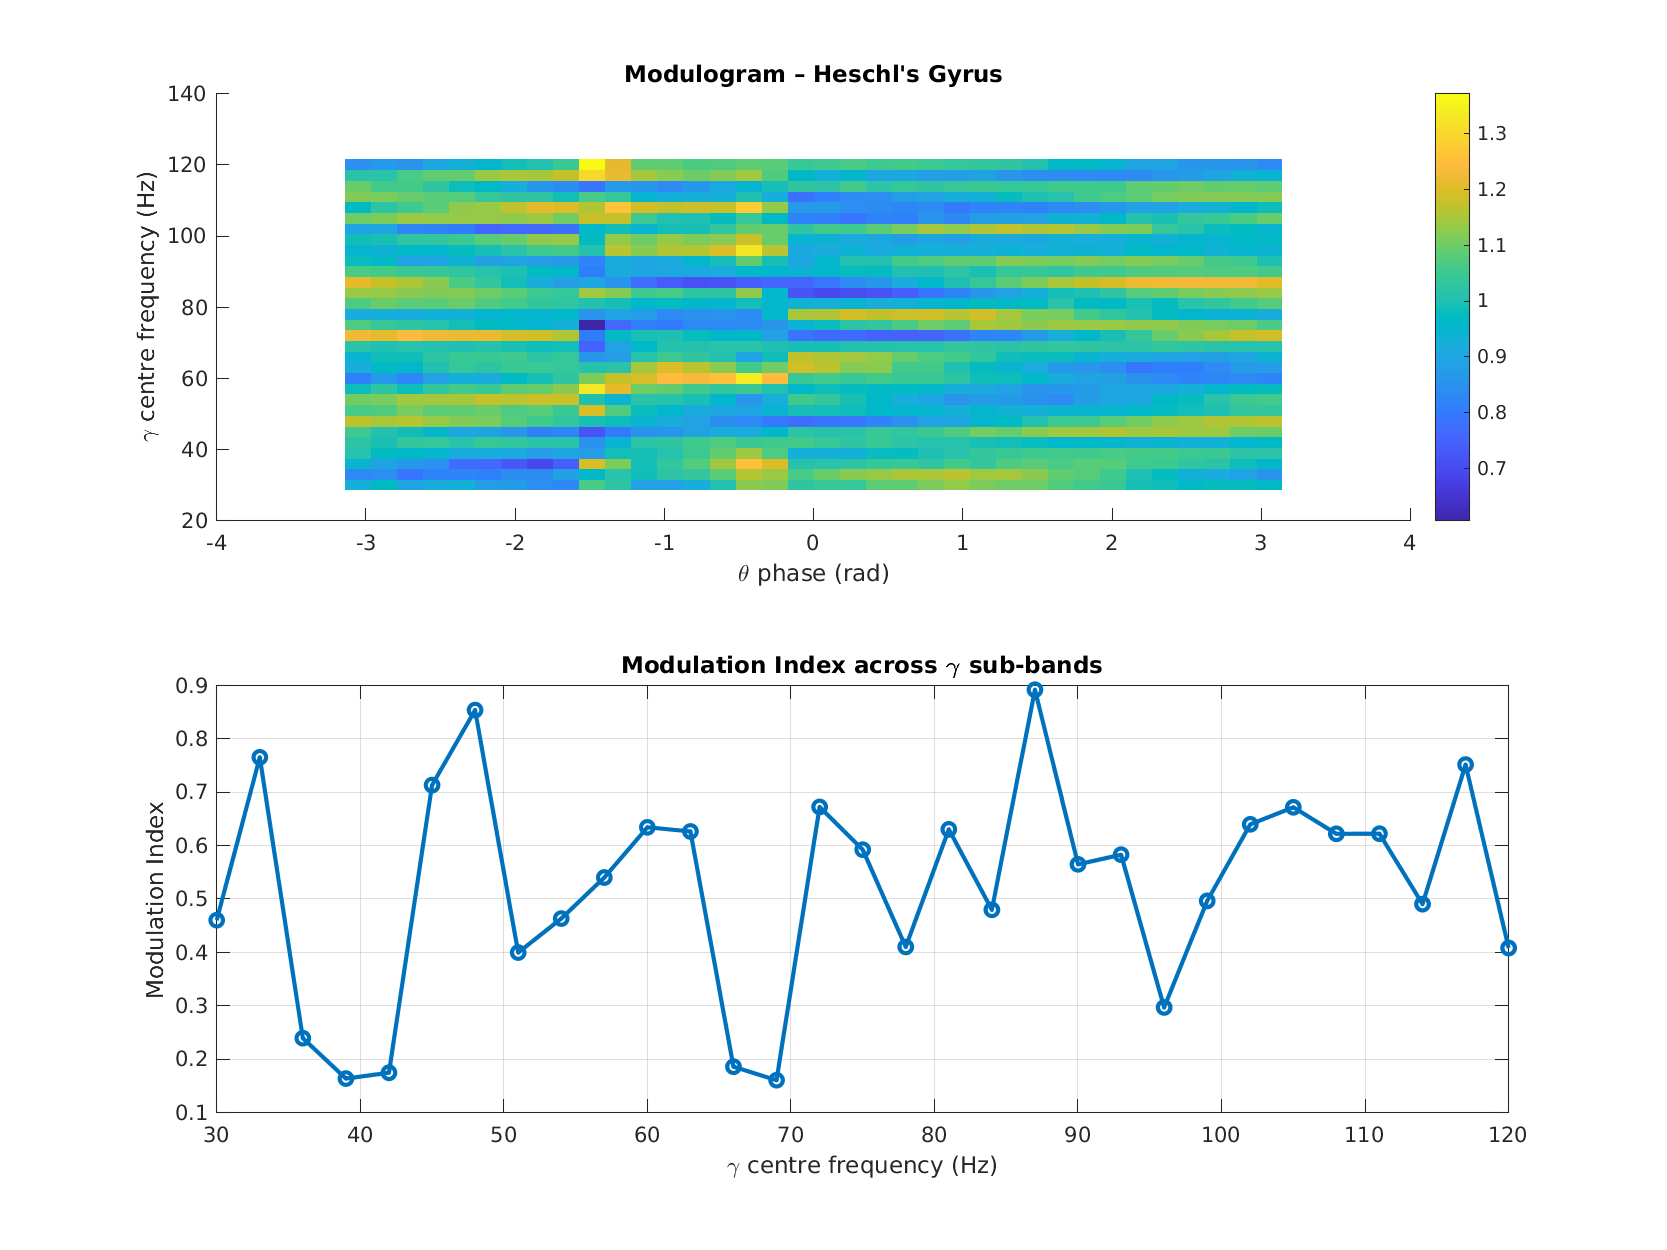 Modulogram – Heschl's Gyrus
140
120
100
80
60
40
20
γ centre frequency (Hz)
-4 -3 -2 -1 0 1 2 3 4
θ phase (rad)
1.3
1.2
1.1
1
0.9
0.8
0.7
Modulation Index across γ sub-bands
0.9
0.8
0.7
0.6
0.5
0.4
0.3
0.2
0.1
Modulation Index
30 40 50 60 70 80 90 100 110 120
γ centre frequency (Hz)